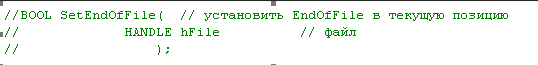 //BOOL SetEndOfFile(  // установить EndOfFile в текущую позицию
//             HANDLE hFile          // файл
//                 );